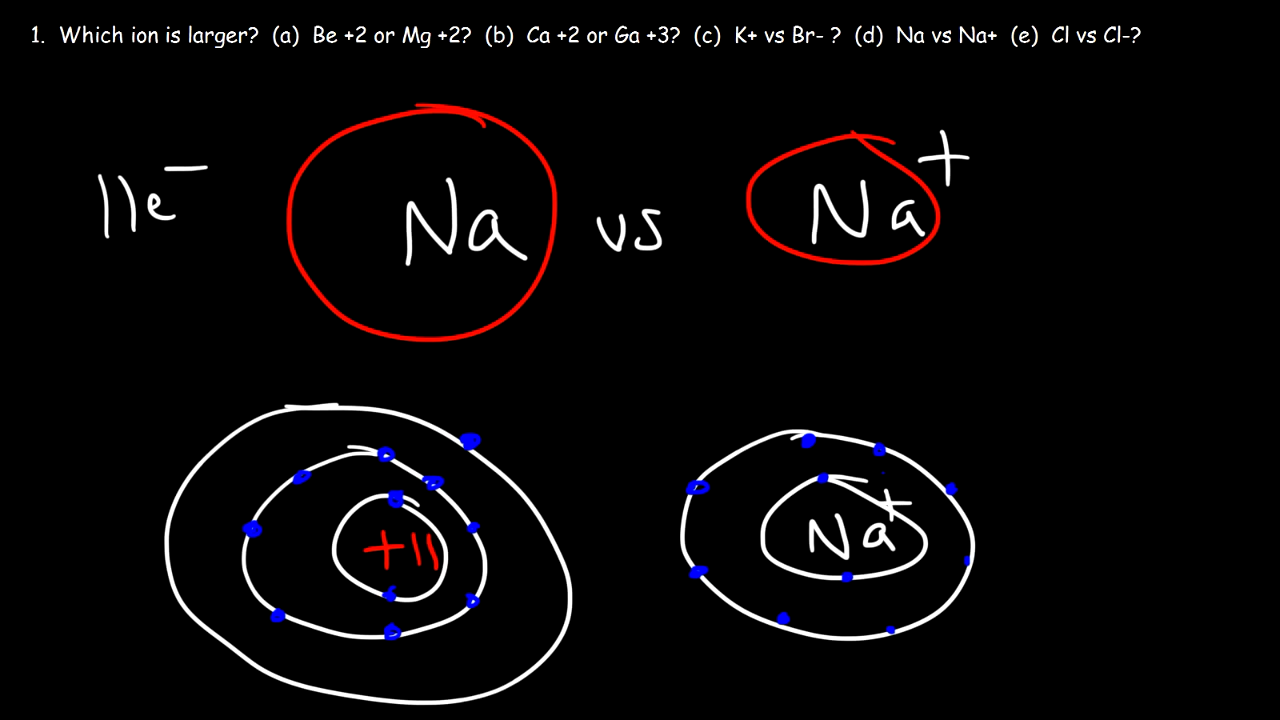 1. Which ion is larger? (a) Be +2 or Mg +2? (b) Ca +2 or Ga +3? (c) K+ vs Br- ? (d) Na vs Na+ (e) Cl vs Cl-?
11e⁻ Na vs Na⁺
+11 Na⁺